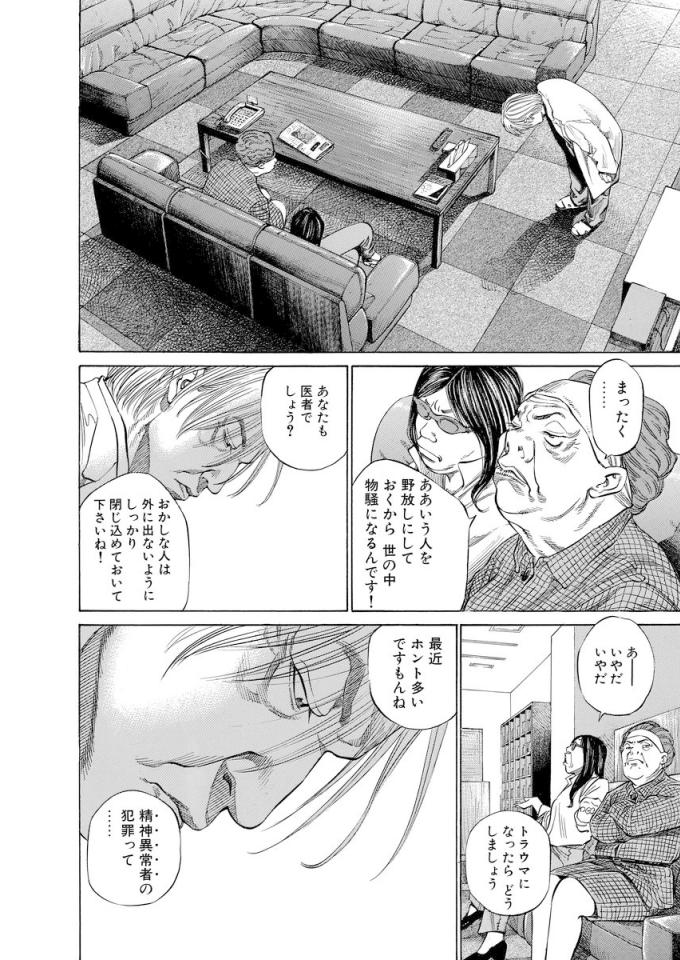 まったく
……
ああいう人を
野放しにして
おくから 世の中
物騒になるんです!
あなたも
医者で
しょう?
おかしな人は
外に出ないように
しっかり
閉じ込めておいて
下さいね!
あ──
いやだ
いやだ
トラウマに
なったら どう
しましょう
最近
ホント多い
ですもんね
精神異常者の
犯罪って
……